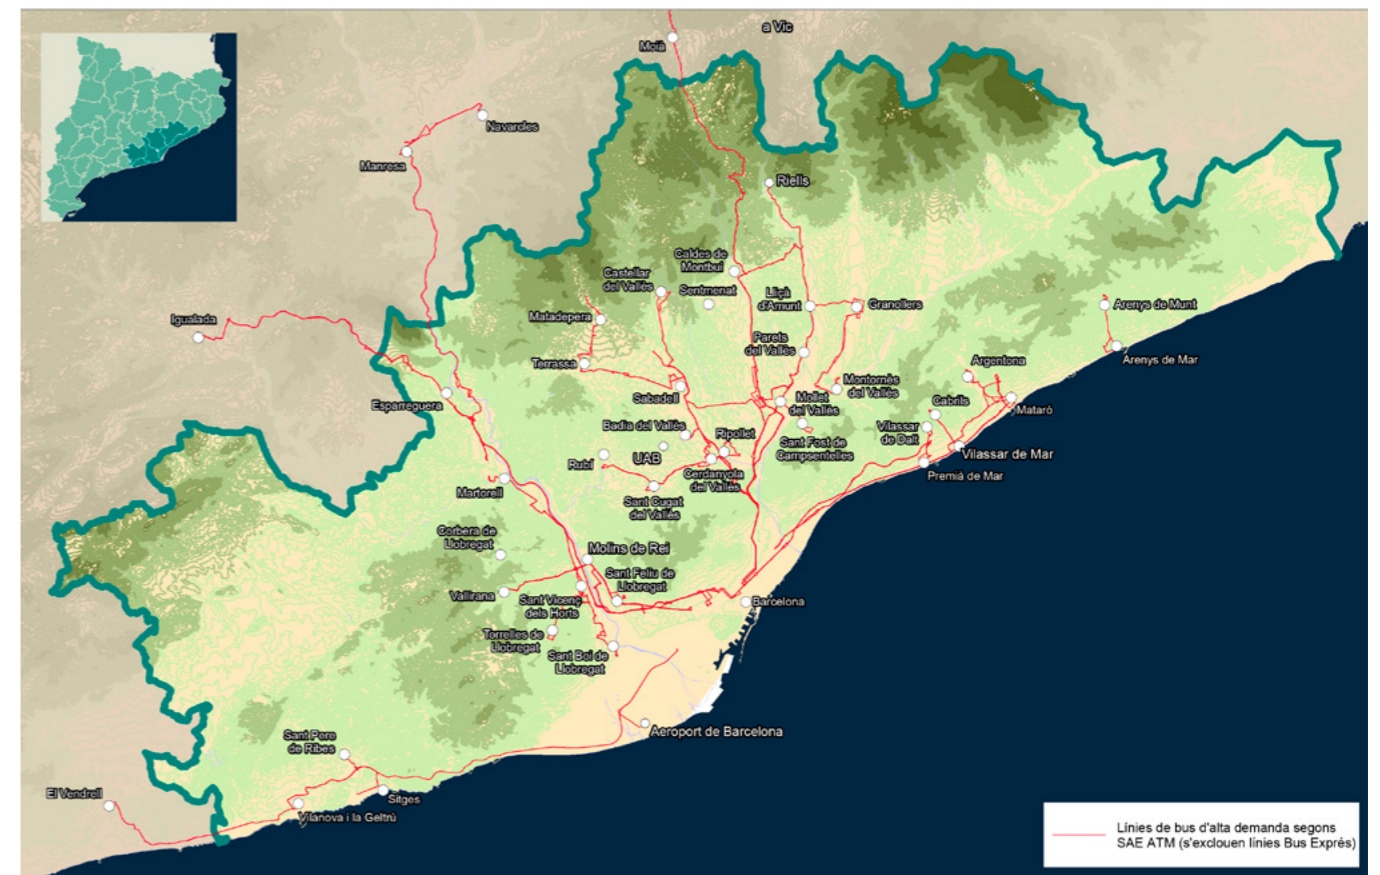 a Vic
Moià
Navarcles
Manresa
Riells
Caldes de
Montbui
Castellar
del Vallès
Sentmenat
Lliçà
d'Amunt
Granollers
Arenys de Munt
Igualada
Matadepera
Parets
del Vallès
Arenys de Mar
Terrassa
Argentona
Esparreguera
Sabadell
Montornès
del Vallès
Mollet
del Vallès
Cabrils
Mataró
Badia del Vallès
Ripollet
Vilassar
de Dalt
Sant Fost de
Campsentelles
Vilassar de Mar
Rubí
UAB
Cerdanyola
del Vallès
Premià de Mar
Martorell
Sant Cugat
del Vallès
Corbera de
Llobregat
Molins de Rei
Sant Feliu de
Llobregat
Vallirana
Sant Vicenç
dels Horts
Barcelona
Torrelles de
Llobregat
Sant Boi de
Llobregat
Aeroport de Barcelona
Sant Pere
de Ribes
El Vendrell
Sitges
Vilanova i la Geltrú
Línies de bus d'alta demanda segons
SAE ATM (s'exclouen línies Bus Exprés)